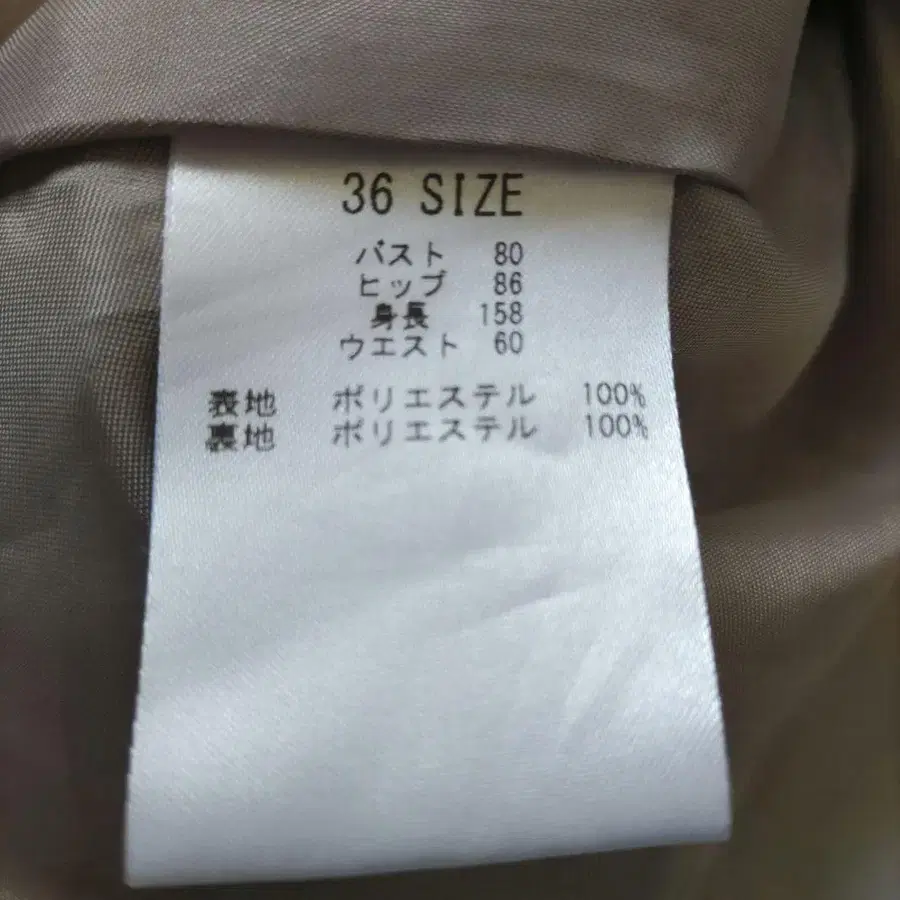 36 SIZE
バスト 80
ヒップ 86
身長 158
ウエスト 60
表地 ポリエステル 100%
裏地 ポリエステル 100%